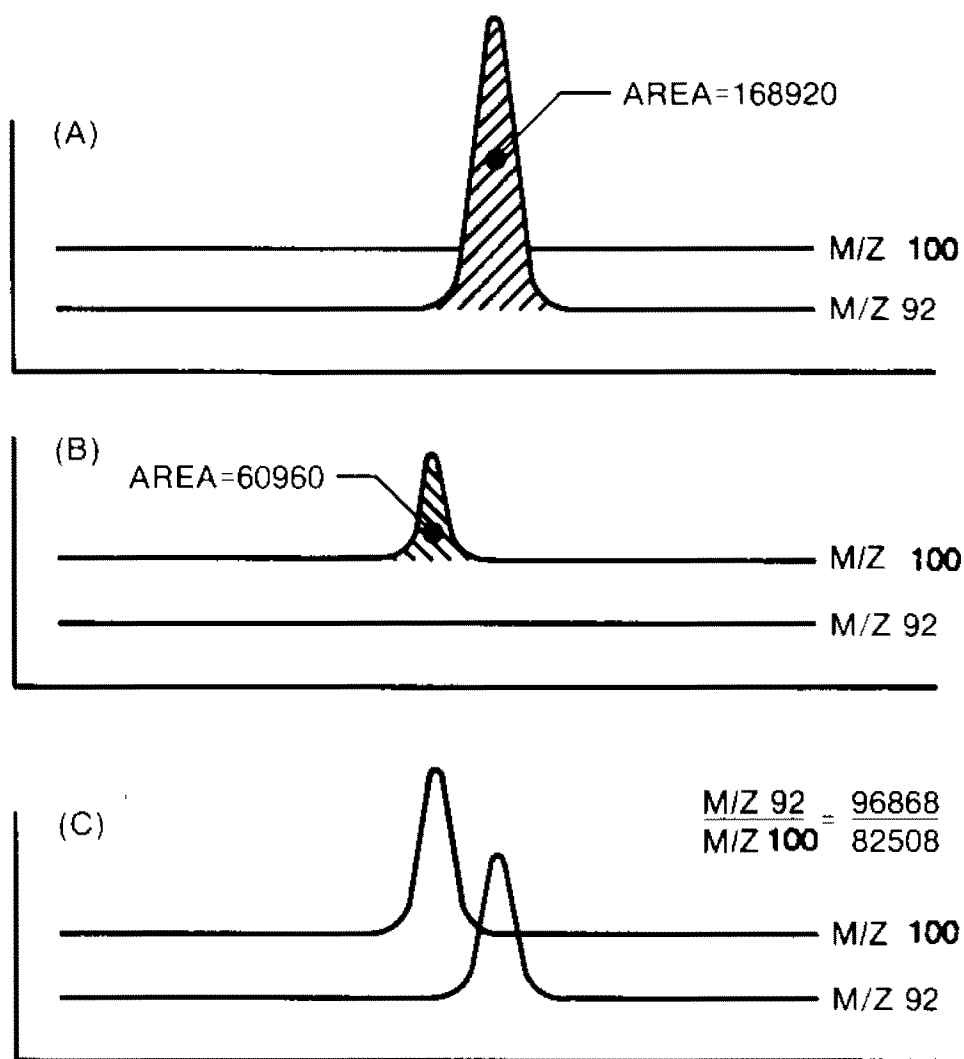 (A)
AREA=168920
M/Z 100
M/Z 92
(B)
AREA=60960
M/Z 100
M/Z 92
(C)
M/Z 92 = 96868
M/Z 100 82508
M/Z 100
M/Z 92